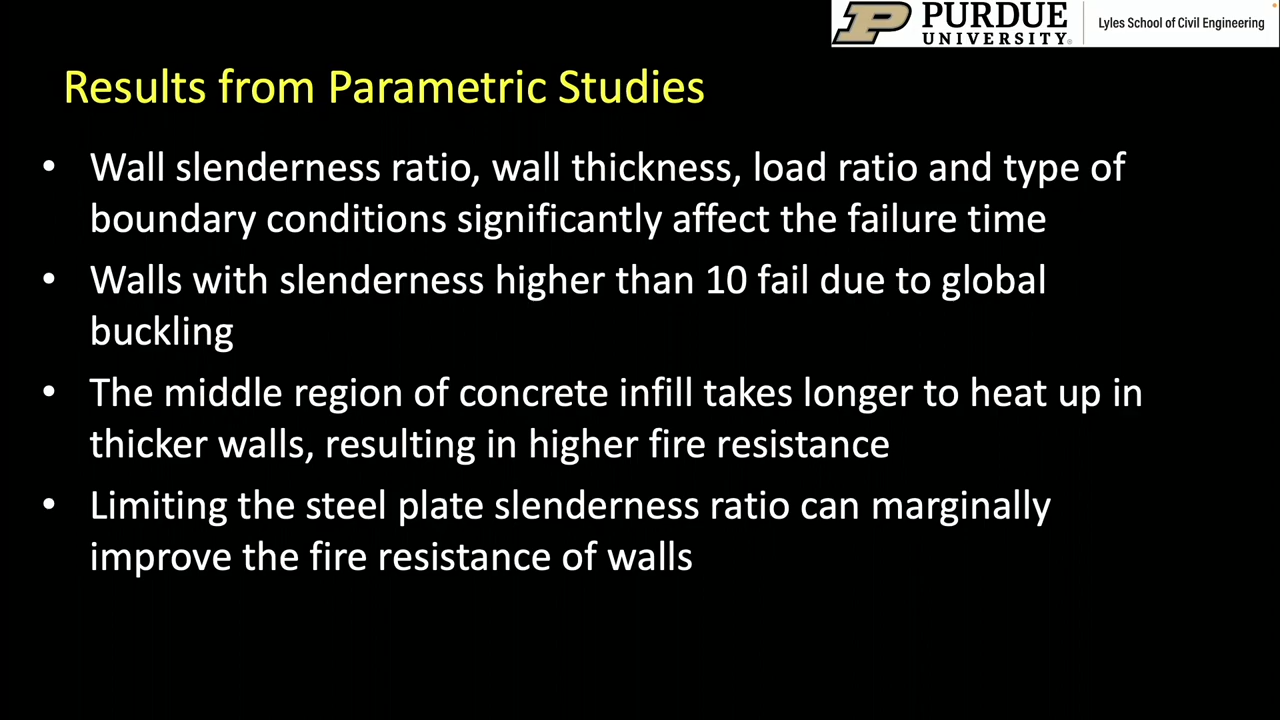 PURDUE
UNIVERSITY®
Lyles School of Civil Engineering
Results from Parametric Studies
• Wall slenderness ratio, wall thickness, load ratio and type of
boundary conditions significantly affect the failure time
• Walls with slenderness higher than 10 fail due to global
buckling
• The middle region of concrete infill takes longer to heat up in
thicker walls, resulting in higher fire resistance
• Limiting the steel plate slenderness ratio can marginally
improve the fire resistance of walls